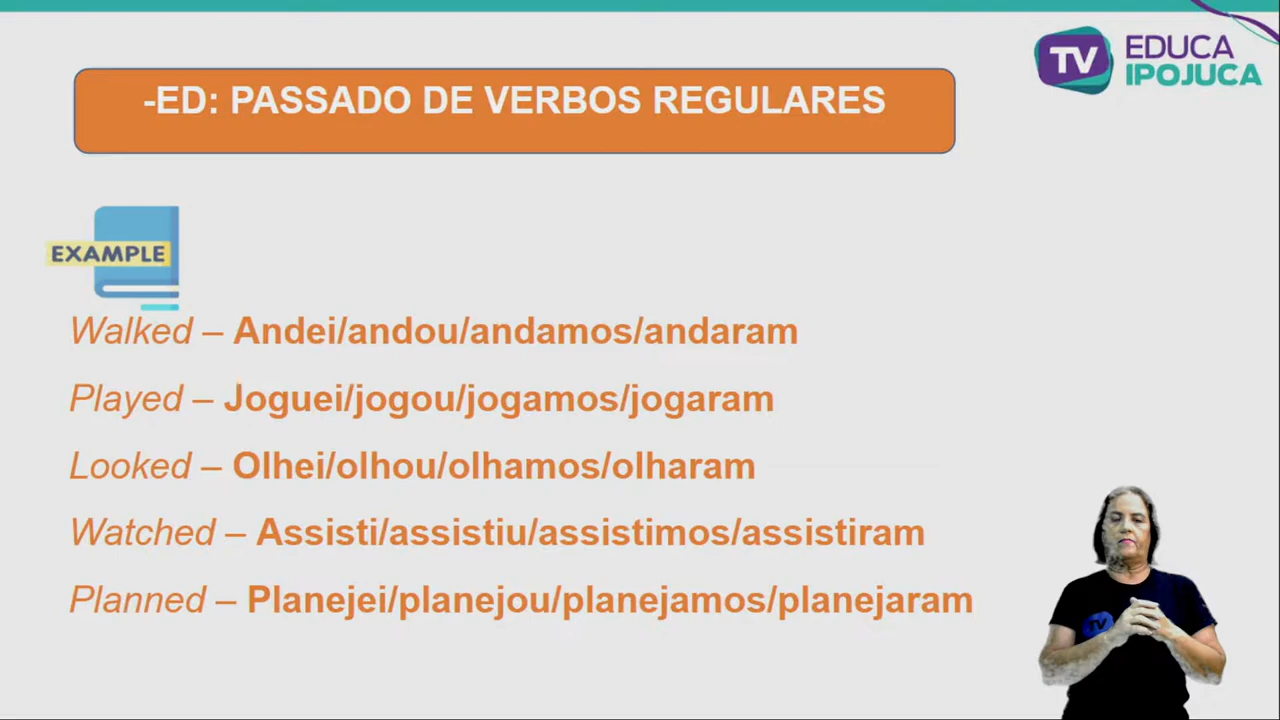 TV EDUCA
IPOJUCA
-ED: PASSADO DE VERBOS REGULARES
EXAMPLE
Walked – Andei/andou/andamos/andaram
Played – Joguei/jogou/jogamos/jogaram
Looked – Olhei/olhou/olhamos/olharam
Watched – Assisti/assistiu/assistimos/assistiram
Planned – Planejei/planejou/planejamos/planejaram
TV